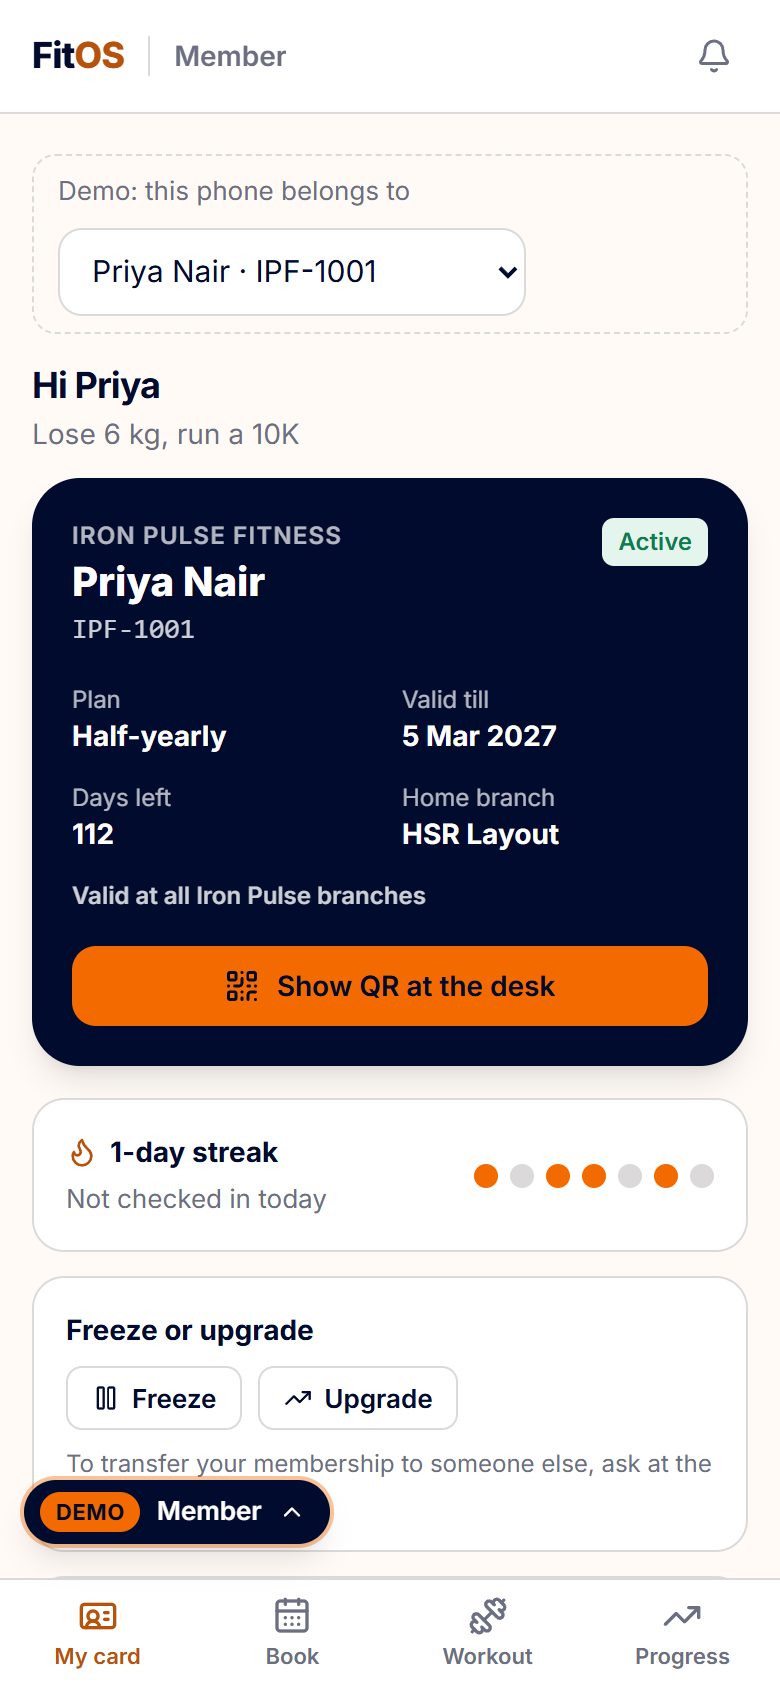 FitOS
Member
Demo: this phone belongs to
Priya Nair · IPF-1001
Hi Priya
Lose 6 kg, run a 10K
IRON PULSE FITNESS
Active
Priya Nair
IPF-1001
Plan
Valid till
Half-yearly
5 Mar 2027
Days left
Home branch
112
HSR Layout
Valid at all Iron Pulse branches
Show QR at the desk
1-day streak
Not checked in today
Freeze or upgrade
Freeze
Upgrade
To transfer your membership to someone else, ask at the
DEMO Member
My card
Book
Workout
Progress